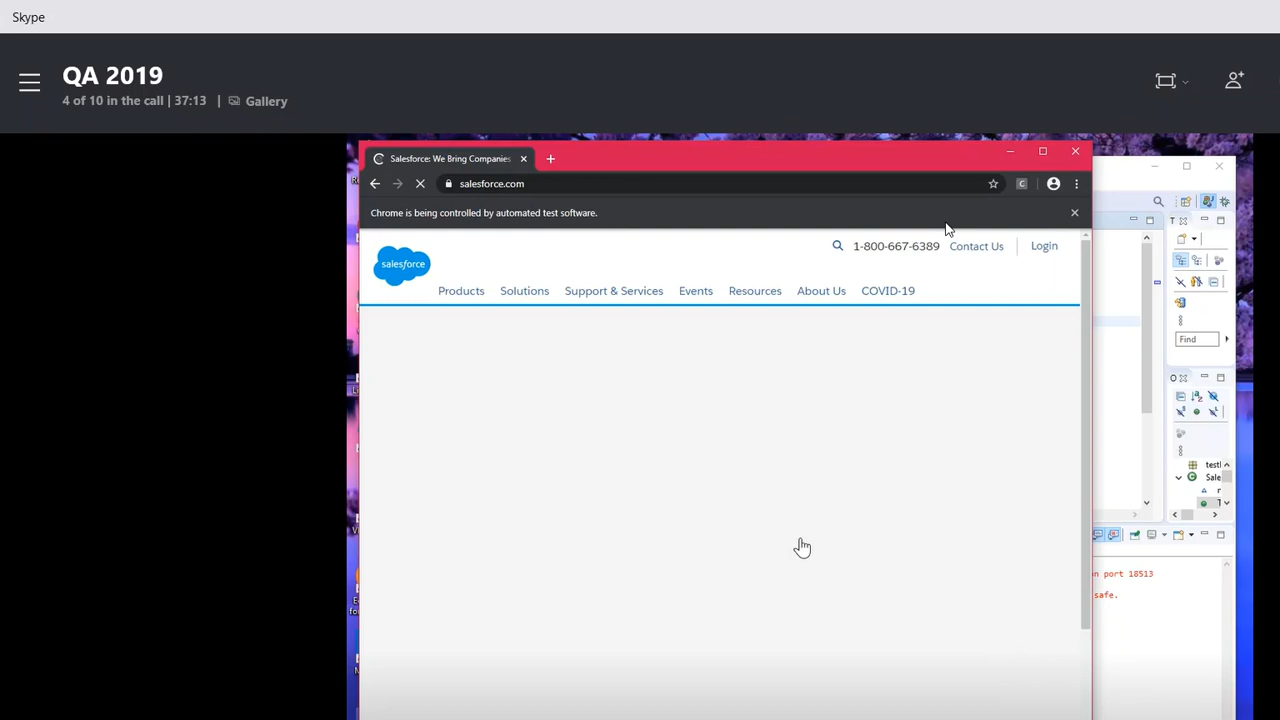 Skype
QA 2019
4 of 10 in the call | 37:13 | Gallery
Salesforce: We Bring Companies
salesforce.com
Chrome is being controlled by automated test software.
1-800-667-6389 Contact Us Login
salesforce
Products Solutions Support & Services Events Resources About Us COVID-19
Find
Sale
on port 18513
safe.